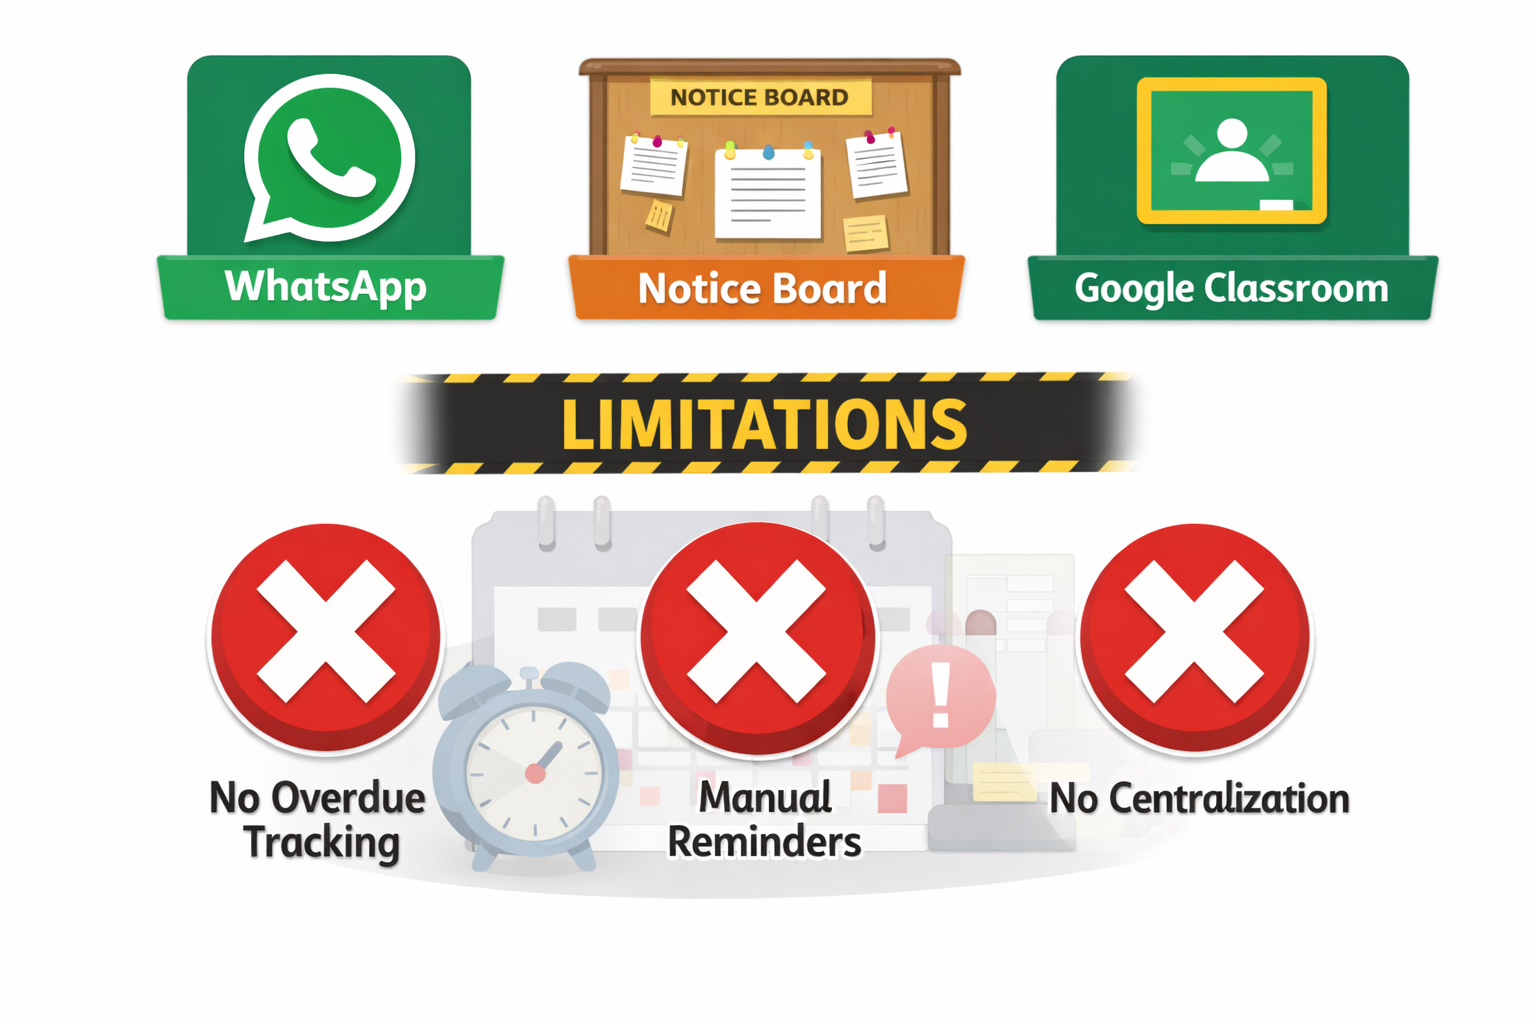 NOTICE BOARD
WhatsApp
Notice Board
Google Classroom
LIMITATIONS
!
No Overdue
Tracking
Manual
Reminders
No Centralization